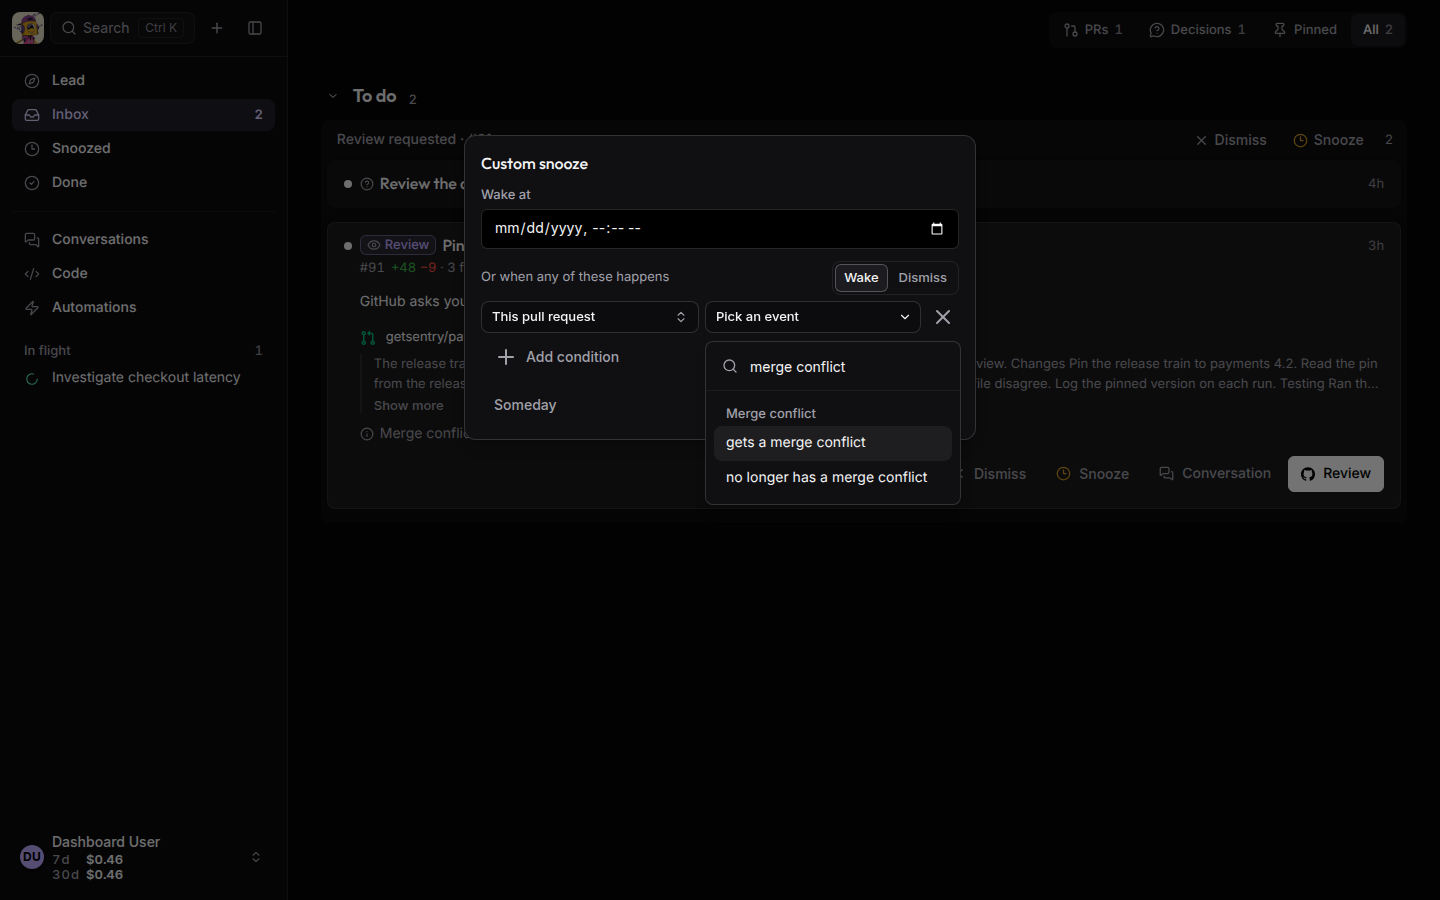 Search Ctrl K
PRs 1 Decisions 1 Pinned All 2
Lead
Inbox 2
Snoozed
Done
Conversations
Code
Automations
In flight 1
Investigate checkout latency
Dashboard User
DU
7d $0.46
30d $0.46
To do 2
Review requested ·
Dismiss Snooze 2
Review the 4h
Review Pin 3h
#91 +48 −9 · 3 f
GitHub asks you
getsentry/pa
The release tra view. Changes Pin the release train to payments 4.2. Read the pin
from the releas file disagree. Log the pinned version on each run. Testing Ran th...
Show more
Merge conflic
Dismiss Snooze Conversation Review
Custom snooze
Wake at
mm/dd/yyyy, --:-- --
Or when any of these happens Wake Dismiss
This pull request Pick an event
Add condition
Someday
merge conflict
Merge conflict
gets a merge conflict
no longer has a merge conflict